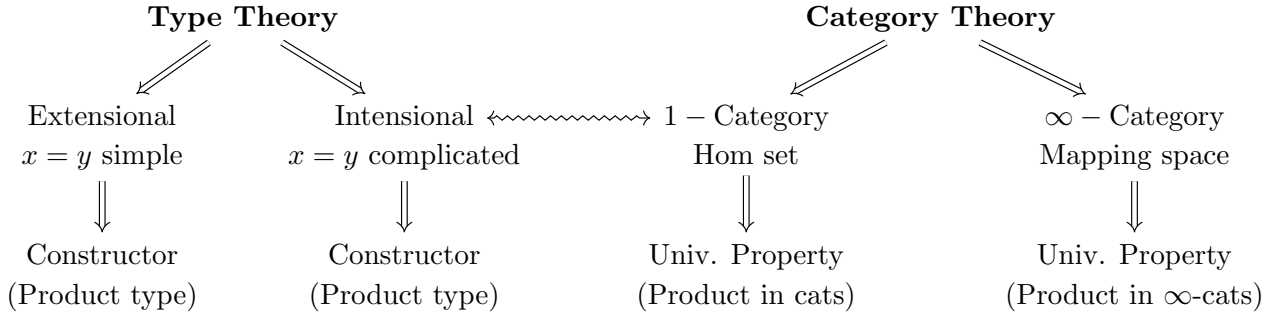 Type Theory Category Theory
Extensional Intensional 1 − Category ∞ − Category
x = y simple x = y complicated Hom set Mapping space
Constructor Constructor Univ. Property Univ. Property
(Product type) (Product type) (Product in cats) (Product in ∞-cats)